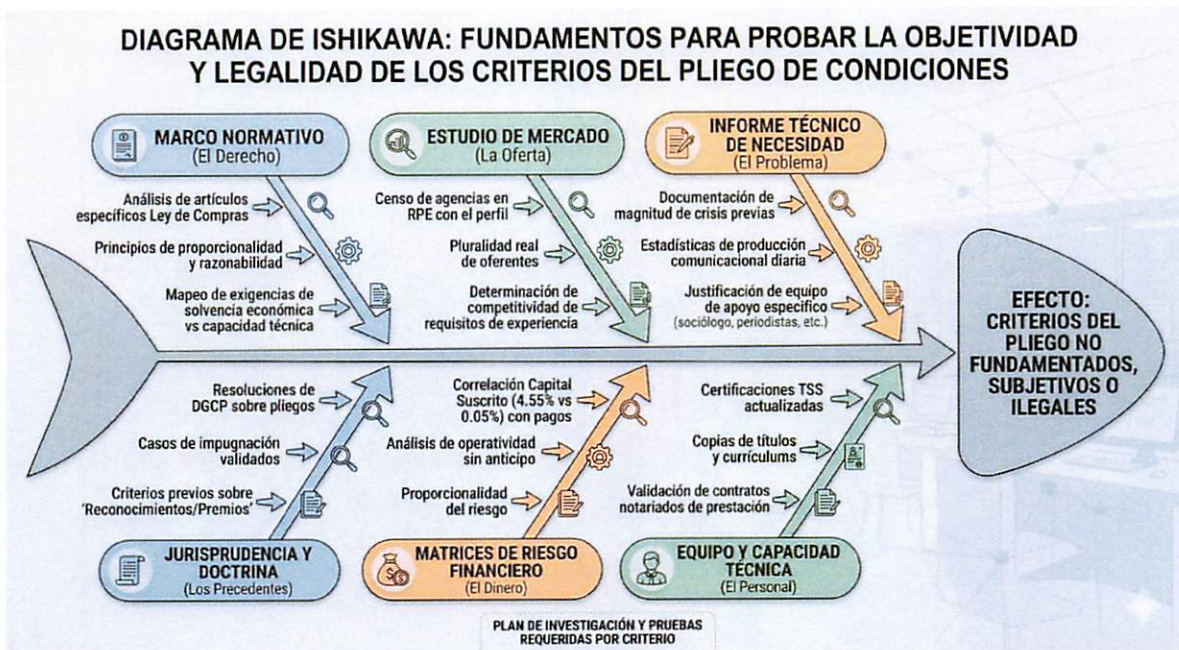 DIAGRAMA DE ISHIKAWA: FUNDAMENTOS PARA PROBAR LA OBJETIVIDAD
Y LEGALIDAD DE LOS CRITERIOS DEL PLIEGO DE CONDICIONES
MARCO NORMATIVO
(El Derecho)
Análisis de artículos
específicos Ley de Compras
Principios de proporcionalidad
y razonabilidad
Mapeo de exigencias de
solvencia económica
vs capacidad técnica
ESTUDIO DE MERCADO
(La Oferta)
Censo de agencias en
RPE con el perfil
Pluralidad real
de oferentes
Determinación de
competitividad de
requisitos de experiencia
INFORME TÉCNICO
DE NECESIDAD
(El Problema)
Documentación de
magnitud de crisis previas
Estadísticas de producción
comunicacional diaria
Justificación de equipo
de apoyo específico
(sociólogo, periodistas, etc.)
EFECTO:
CRITERIOS DEL
PLIEGO NO
FUNDAMENTADOS,
SUBJETIVOS O
ILEGALES
Resoluciones de
DGCP sobre pliegos
Casos de impugnación
validados
Criterios previos sobre
'Reconocimientos/Premios'
JURISPRUDENCIA Y
DOCTRINA
(Los Precedentes)
Correlación Capital
Suscrito (4.55% vs
0.05%) con pagos
Análisis de operatividad
sin anticipo
Proporcionalidad
del riesgo
MATRICES DE RIESGO
FINANCIERO
(El Dinero)
Certificaciones TSS
actualizadas
Copias de títulos
y currículums
Validación de contratos
notariados de prestación
EQUIPO Y CAPACIDAD
TÉCNICA
(El Personal)
PLAN DE INVESTIGACIÓN Y PRUEBAS
REQUERIDAS POR CRITERIO